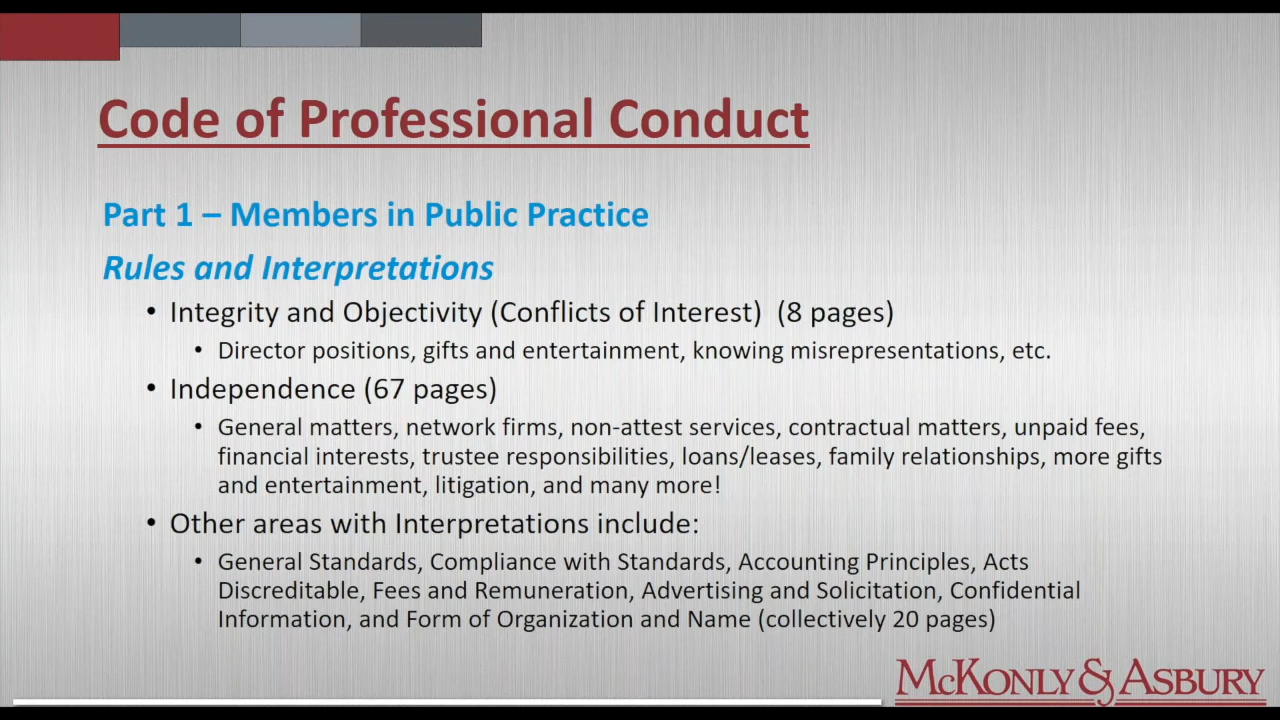 Code of Professional Conduct
Part 1 – Members in Public Practice
Rules and Interpretations
• Integrity and Objectivity (Conflicts of Interest)  (8 pages)
• Director positions, gifts and entertainment, knowing misrepresentations, etc.
• Independence (67 pages)
• General matters, network firms, non-attest services, contractual matters, unpaid fees,
financial interests, trustee responsibilities, loans/leases, family relationships, more gifts
and entertainment, litigation, and many more!
• Other areas with Interpretations include:
• General Standards, Compliance with Standards, Accounting Principles, Acts
Discreditable, Fees and Remuneration, Advertising and Solicitation, Confidential
Information, and Form of Organization and Name (collectively 20 pages)
McKonly & Asbury